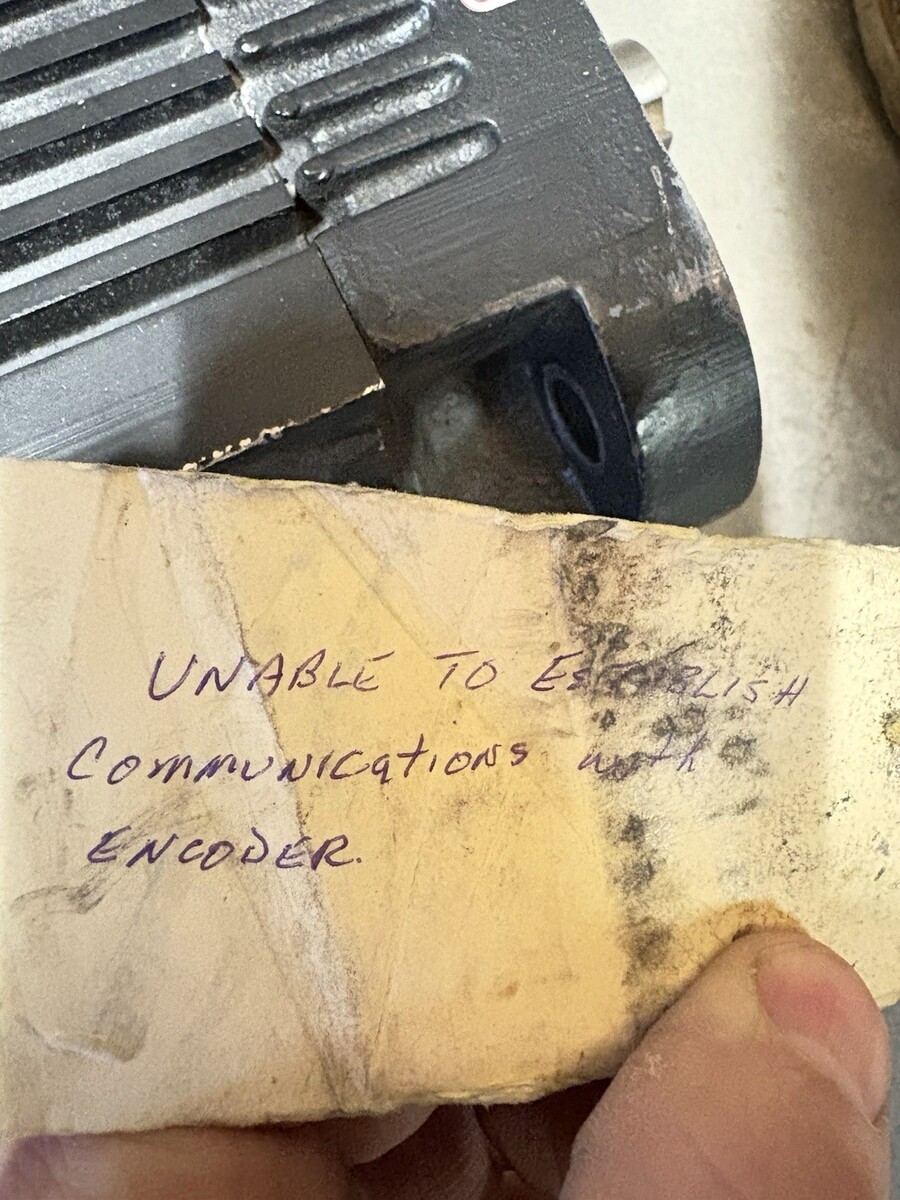 UNABLE TO ESTABLISH
COMMUNICATIONS with
ENCODER.